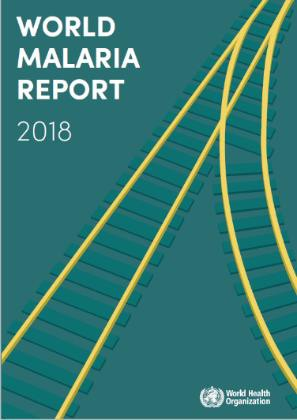 WORLD
MALARIA
REPORT
2018
World Health
Organization